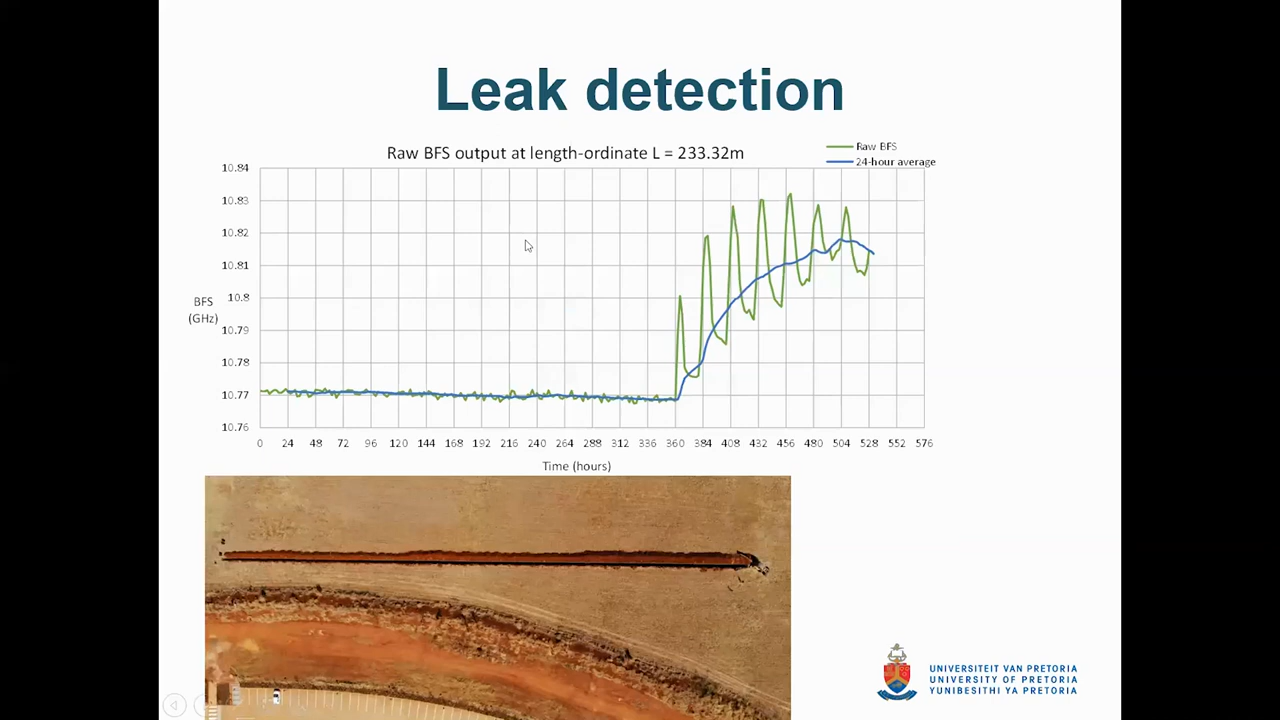 Leak detection
Raw BFS output at length-ordinate L = 233.32m
Raw BFS
24-hour average
10.84
10.83
10.82
10.81
10.8
10.79
10.78
10.77
10.76
BFS
(GHz)
0 24 48 72 96 120 144 168 192 216 240 264 288 312 336 360 384 408 432 456 480 504 528 552 576
Time (hours)
UNIVERSITEIT VAN PRETORIA
UNIVERSITY OF PRETORIA
YUNIBESITHI YA PRETORIA